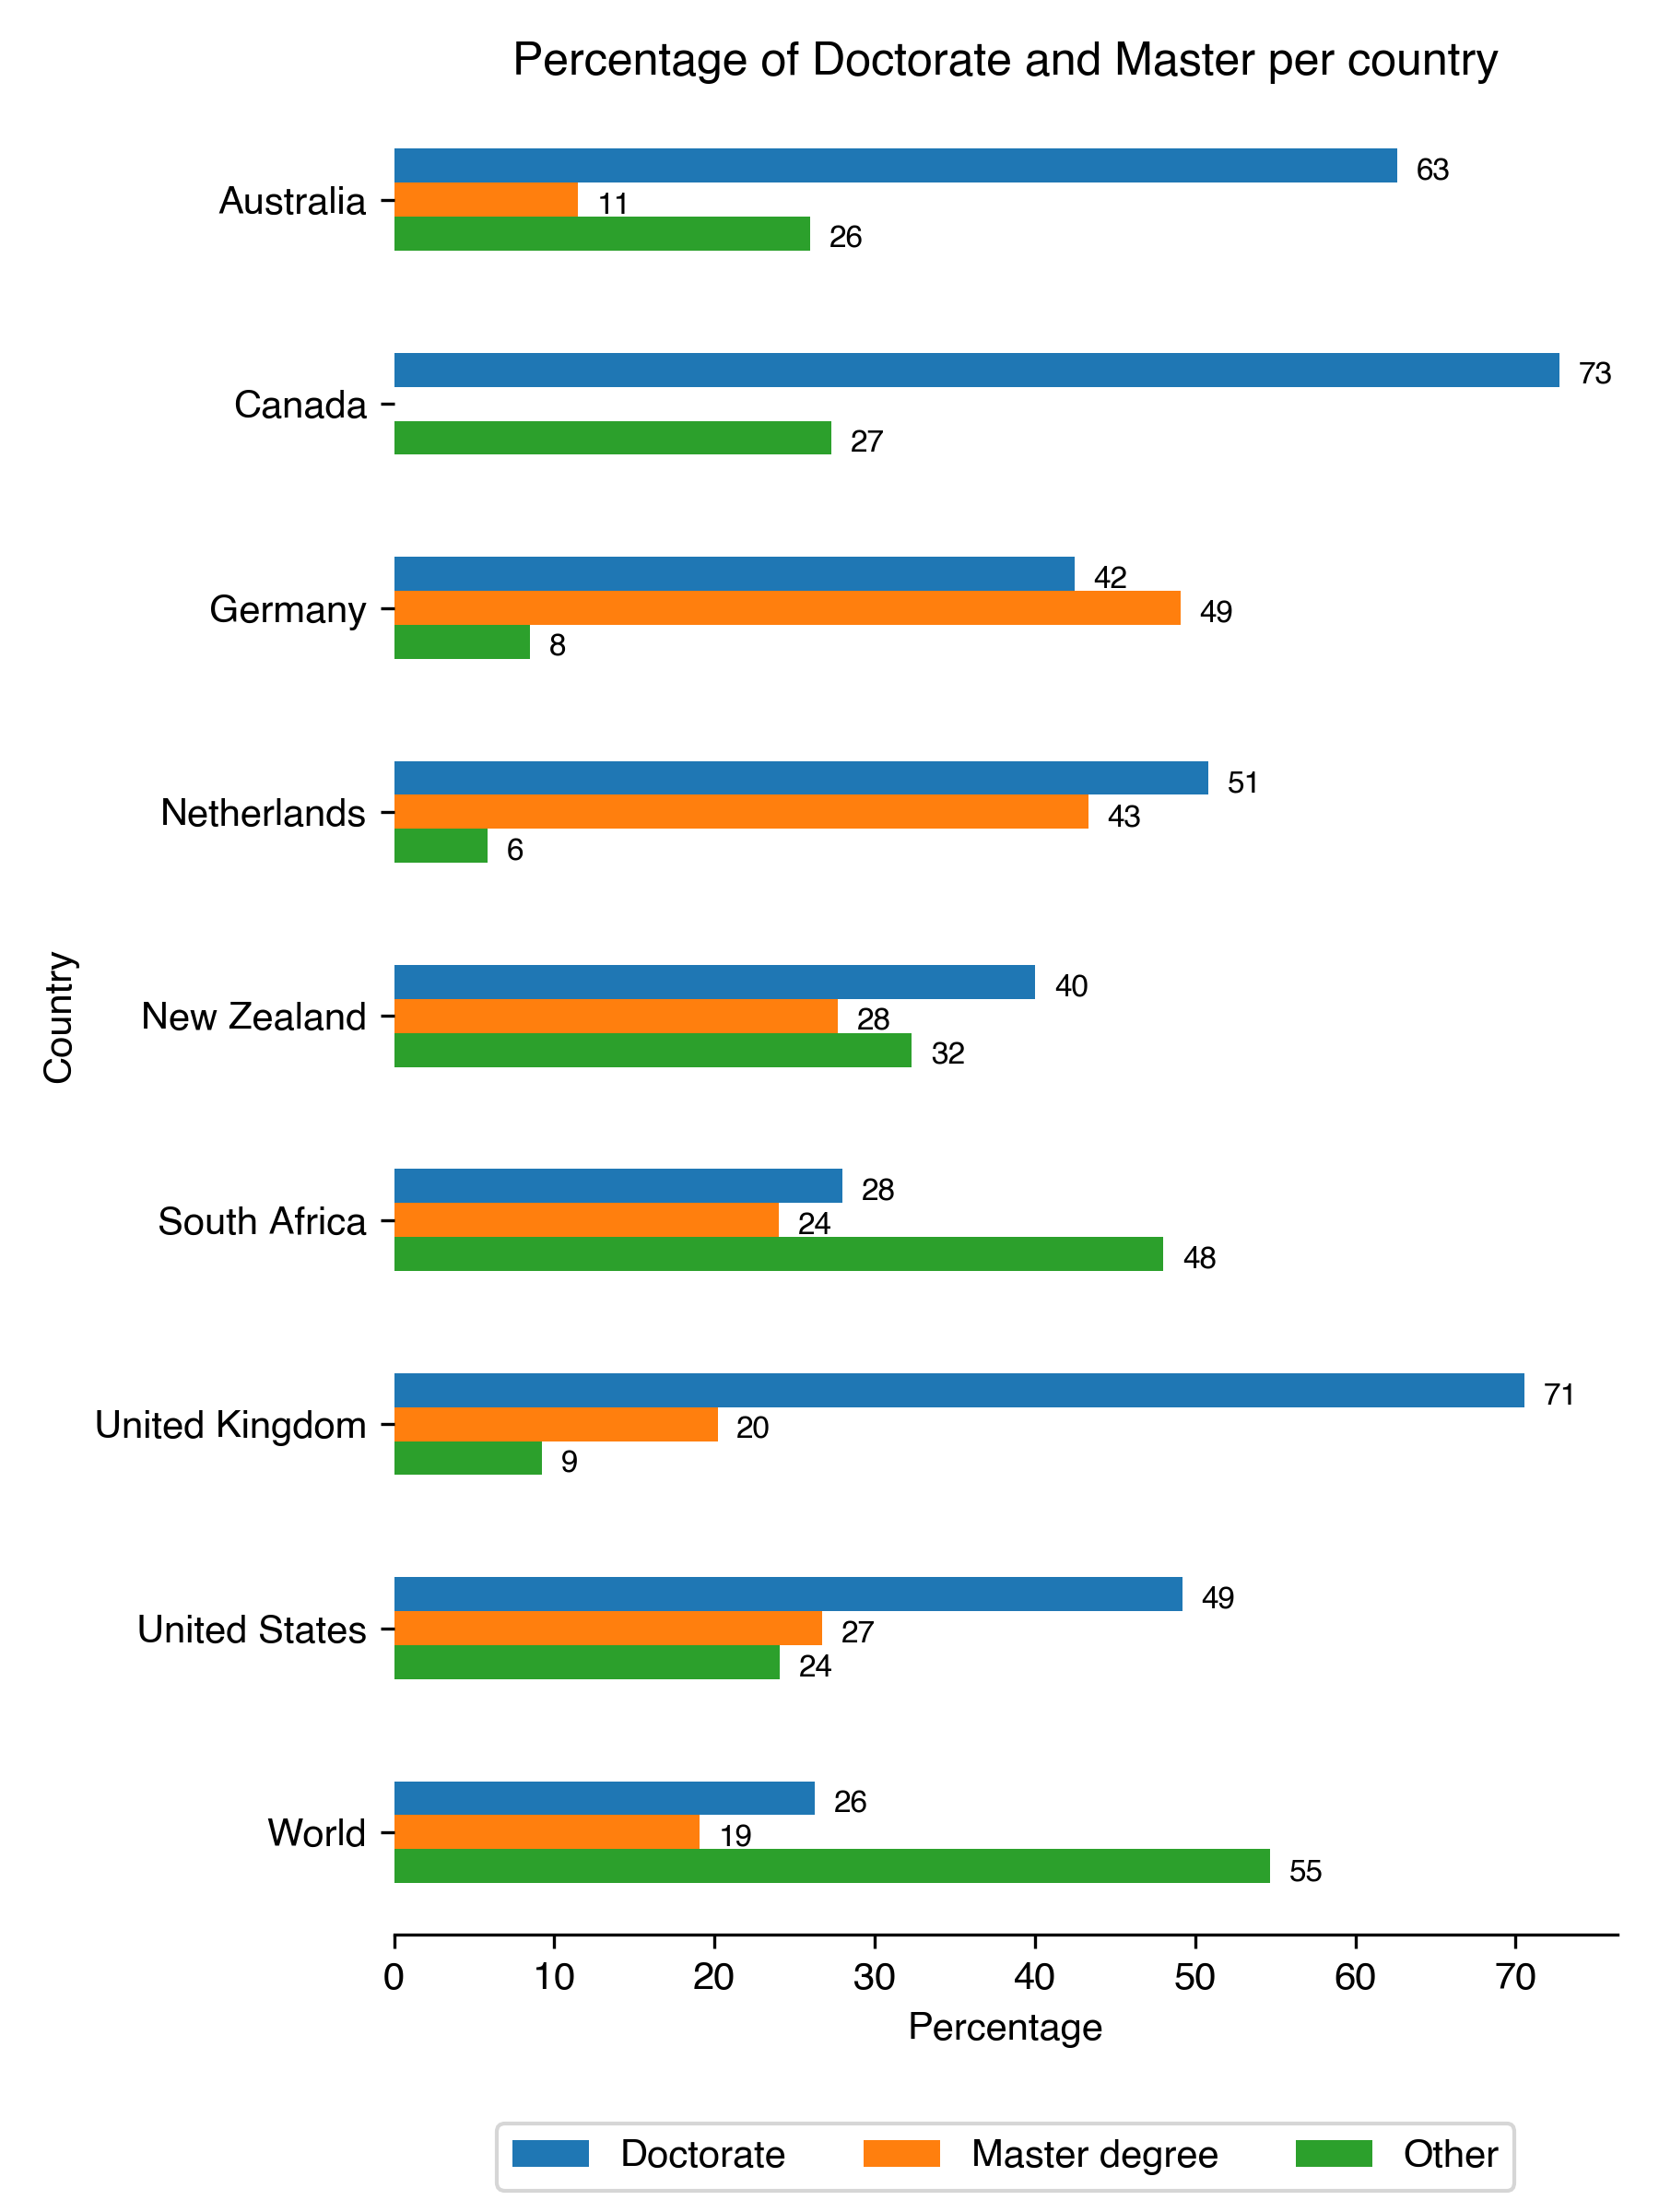 Percentage of Doctorate and Master per country
Australia
63
11
26
Canada
73
27
Germany
42
49
8
Netherlands
51
43
6
Country
New Zealand
40
28
32
South Africa
28
24
48
United Kingdom
71
20
9
United States
49
27
24
World
26
19
55
0 10 20 30 40 50 60 70
Percentage
Doctorate Master degree Other